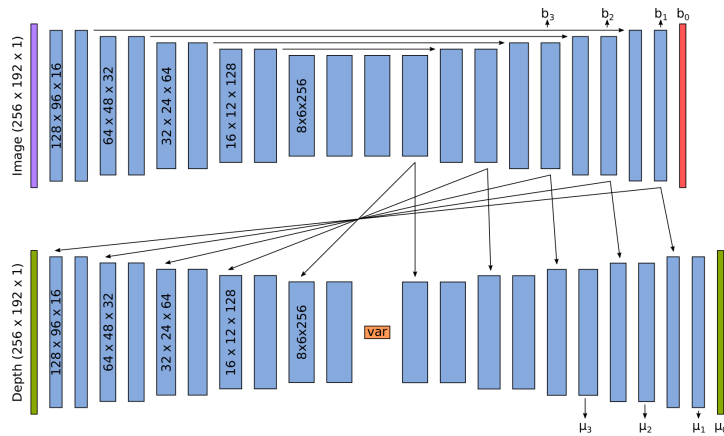 b₃
b₂
b₁
b₀
Image (256 x 192 x 1)
128 x 96 x 16
64 x 48 x 32
32 x 24 x 64
16 x 12 x 128
8x6x256
Depth (256 x 192 x 1)
128 x 96 x 16
64 x 48 x 32
32 x 24 x 64
16 x 12 x 128
8x6x256
var
μ₃
μ₂
μ₁
μ